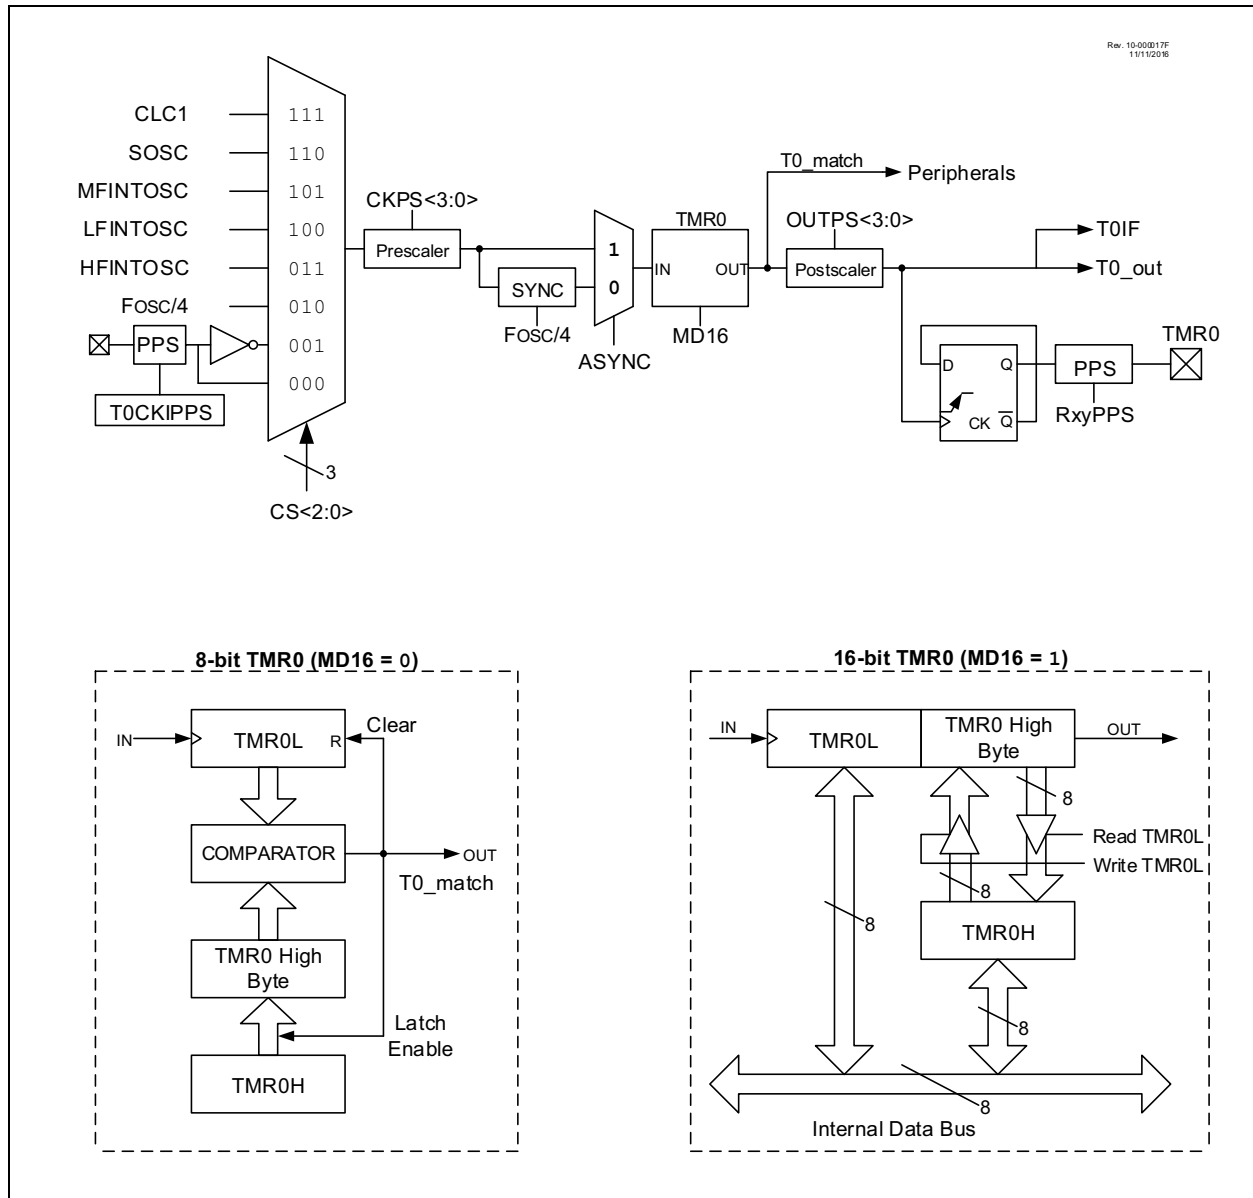 Rev. 10-000017F
11/11/2016
CLC1
111
SOSC
110
MFINTOSC
101
LFINTOSC
100
HFINTOSC
011
FOSC/4
010
PPS
001
000
T0CKIPPS
3
CS<2:0>
CKPS<3:0>
Prescaler
SYNC
FOSC/4
1
0
ASYNC
TMR0
IN
OUT
MD16
T0_match
Peripherals
OUTPS<3:0>
Postscaler
T0IF
T0_out
D
Q
CK
Q
PPS
RxyPPS
TMR0
8-bit TMR0 (MD16 = 0)
IN
TMR0L
R
Clear
COMPARATOR
OUT
T0_match
TMR0 High
Byte
Latch
Enable
TMR0H
16-bit TMR0 (MD16 = 1)
IN
TMR0L
TMR0 High
Byte
OUT
8
Read TMR0L
Write TMR0L
8
8
TMR0H
8
8
Internal Data Bus